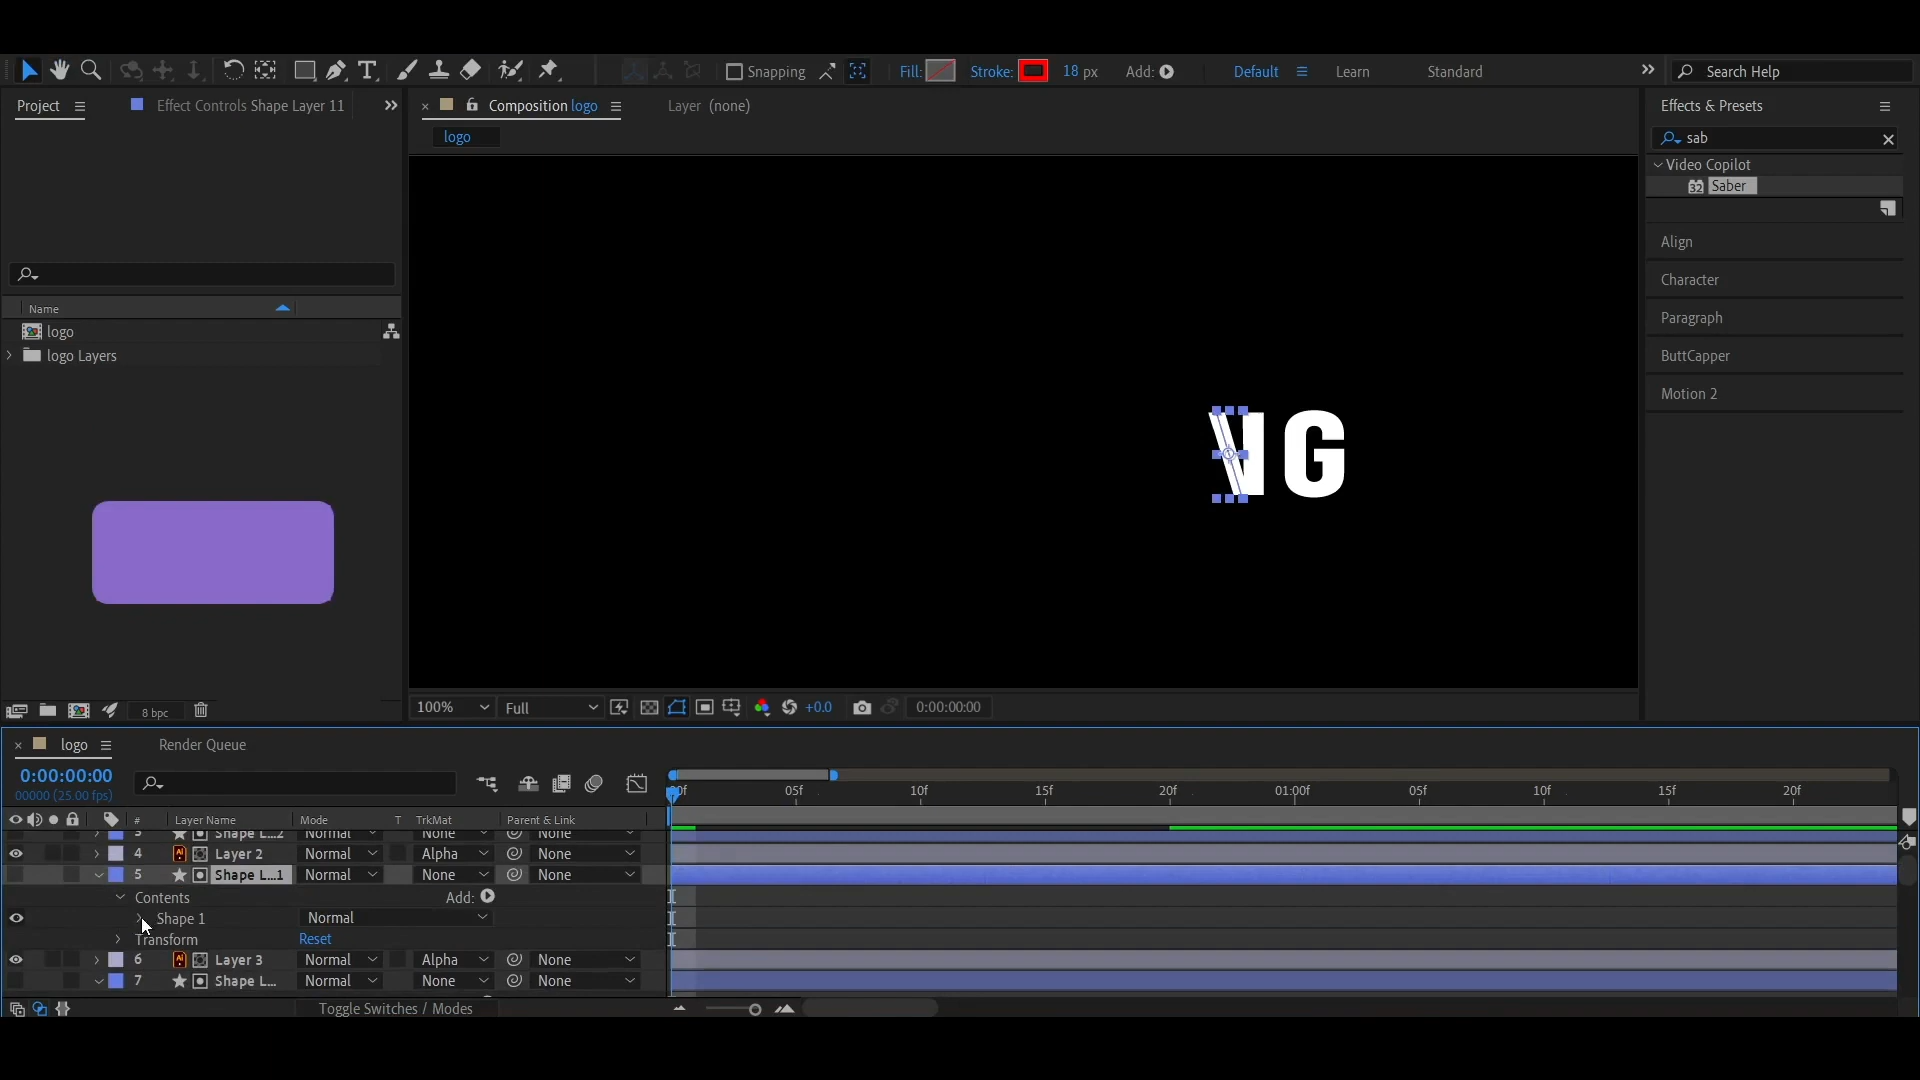 Snapping
Fill:
Stroke:
18 px
Add:
Default
Learn
Standard
Search Help
Project
Effect Controls Shape Layer 11
Composition logo
Layer (none)
Effects & Presets
logo
sab
Video Copilot
32 Saber
Align
Character
Paragraph
ButtCapper
Motion 2
Name
logo
logo Layers
G
8 bpc
100%
Full
+0.0
0:00:00:00
logo
Render Queue
0:00:00:00
00000 (25.00 fps)
05f
10f
15f
20f
01:00f
05f
10f
15f
20f
# Layer Name Mode T TrkMat Parent & Link
3 Shape L...2 Normal None None
4 Layer 2 Normal Alpha None
5 Shape L...1 Normal None None
Contents Add:
Shape 1 Normal
Transform Reset
6 Layer 3 Normal Alpha None
7 Shape L... Normal None None
Toggle Switches / Modes